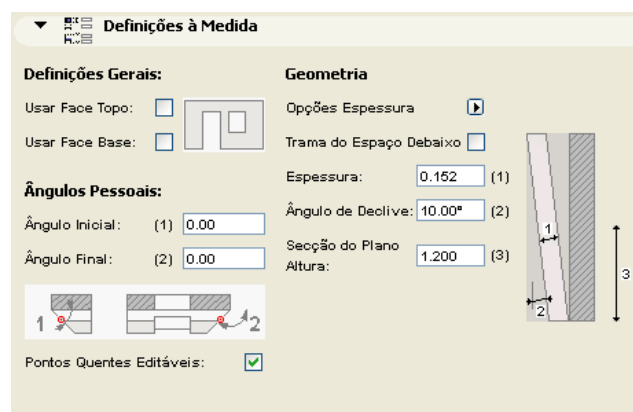 Definições à Medida
Definições Gerais:
Usar Face Topo:
Usar Face Base:
Ângulos Pessoais:
Ângulo Inicial: (1) 0.00
Ângulo Final: (2) 0.00
1 2
Pontos Quentes Editáveis:
Geometria
Opções Espessura
Trama do Espaço Debaixo
Espessura: 0.152 (1)
Ângulo de Declive: 10.00° (2)
Secção do Plano
Altura: 1.200 (3)
1
3
2